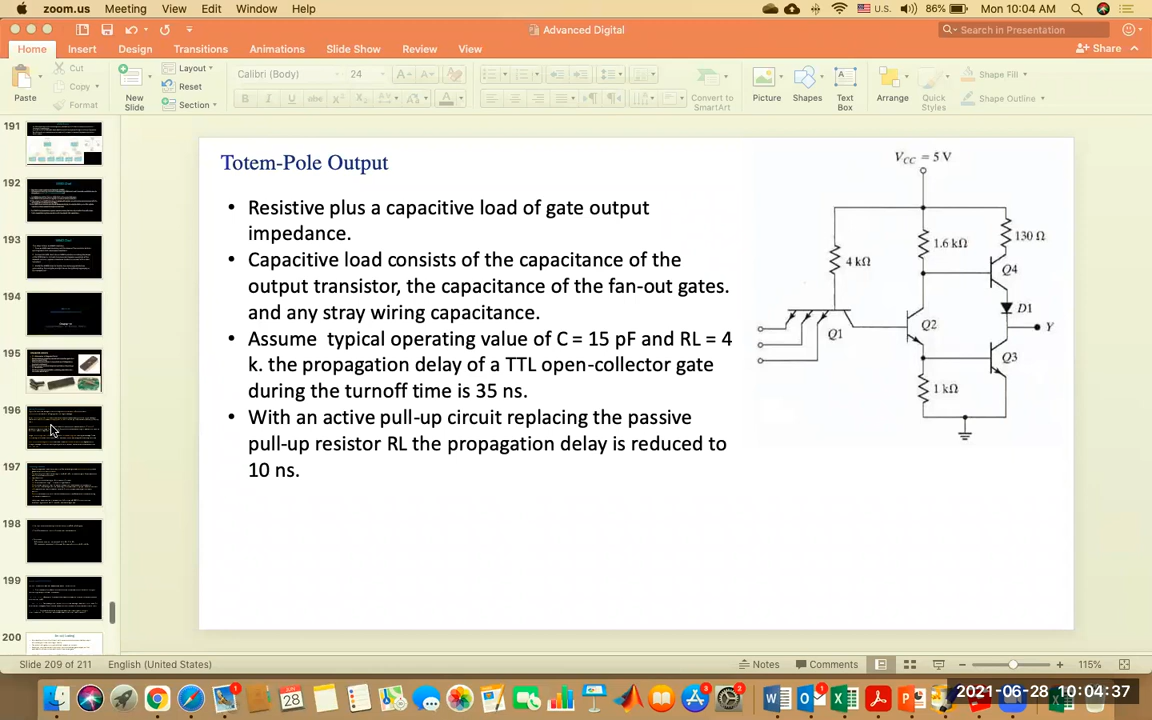 zoom.us Meeting View Edit Window Help U.S. 86% Mon 10:04 AM
Advanced Digital
Search in Presentation
Home Insert Design Transitions Animations Slide Show Review View
Share
Paste
Cut
Copy
Format
New Slide
Layout
Reset
Section
Calibri (Body) 24
Convert to SmartArt
Picture
Shapes
Text Box
Arrange
Quick Styles
Shape Fill
Shape Outline
191
192
193
194
195
196
197
198
199
200
Totem-Pole Output
• Resistive plus a capacitive load of gate output
impedance.
• Capacitive load consists of the capacitance of the
output transistor, the capacitance of the fan-out gates.
and any stray wiring capacitance.
• Assume typical operating value of C = 15 pF and RL = 4
k. the propagation delay of a TTL open-collector gate
during the turnoff time is 35 ns.
• With an active pull-up circuit replacing the passive
pull-up resistor RL the propagation delay is reduced to
10 ns.
VCC = 5 V
130 Ω
1.6 kΩ
4 kΩ
Q4
D1
Q2
Y
Q1
Q3
1 kΩ
Slide 209 of 211 English (United States) Notes Comments 115%
2021-06-28 10:04:37